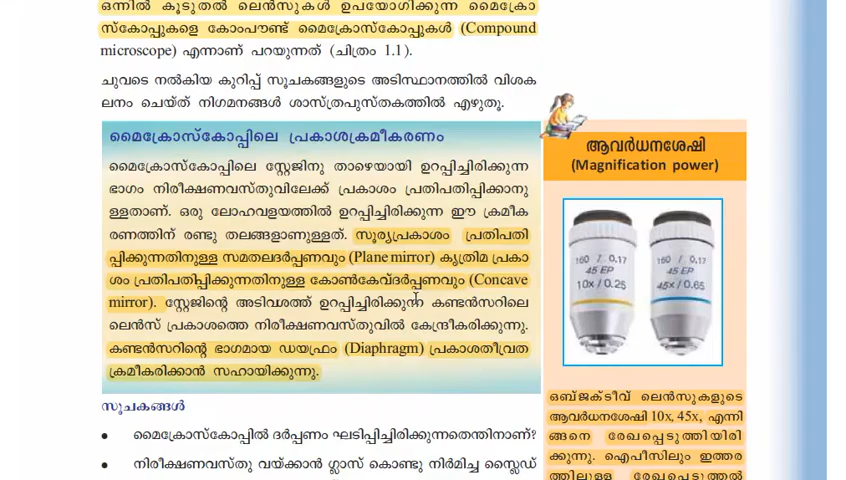 ഒന്നിൽ കൂടുതൽ ലെൻസുകൾ ഉപയോഗിക്കുന്ന മൈക്രോ
സ്കോപ്പുകളെ കോംപൗണ്ട് മൈക്രോസ്കോപ്പുകൾ (Compound
microscope) എന്നാണ് പറയുന്നത് (ചിത്രം 1.1).
ചുവടെ നൽകിയ കുറിപ്പ് സൂചകങ്ങളുടെ അടിസ്ഥാനത്തിൽ വിശക
ലനം ചെയ്ത് നിഗമനങ്ങൾ ശാസ്ത്രപുസ്തകത്തിൽ എഴുതൂ.
മൈക്രോസ്കോപ്പിലെ പ്രകാശക്രമീകരണം
മൈക്രോസ്കോപ്പിലെ സ്റ്റേജിനു താഴെയായി ഉറപ്പിച്ചിരിക്കുന്ന
ഭാഗം നിരീക്ഷണവസ്തുവിലേക്ക് പ്രകാശം പ്രതിപതിപ്പിക്കാനു
ള്ളതാണ്. ഒരു ലോഹവളയത്തിൽ ഉറപ്പിച്ചിരിക്കുന്ന ഈ ക്രമീക
രണത്തിന് രണ്ടു തലങ്ങളാണുള്ളത്. സൂര്യപ്രകാശം പ്രതിപതി
പ്പിക്കുന്നതിനുള്ള സമതലദർപ്പണവും (Plane mirror) കൃത്രിമ പ്രകാ
ശം പ്രതിപതിപ്പിക്കുന്നതിനുള്ള കോൺകേവ്ദർപ്പണവും (Concave
mirror). സ്റ്റേജിന്റെ അടിവശത്ത് ഉറപ്പിച്ചിരിക്കുന്ന കണ്ടൻസറിലെ
ലെൻസ് പ്രകാശത്തെ നിരീക്ഷണവസ്തുവിൽ കേന്ദ്രീകരിക്കുന്നു.
കണ്ടൻസറിന്റെ ഭാഗമായ ഡയഫ്രം (Diaphragm) പ്രകാശതീവ്രത
ക്രമീകരിക്കാൻ സഹായിക്കുന്നു.
സൂചകങ്ങൾ
● മൈക്രോസ്കോപ്പിൽ ദർപ്പണം ഘടിപ്പിച്ചിരിക്കുന്നതെന്തിനാണ്?
● നിരീക്ഷണവസ്തു വയ്ക്കാൻ ഗ്ലാസ് കൊണ്ടു നിർമിച്ച സ്ലൈഡ്
ആവർധനശേഷി
(Magnification power)
160 / 0.17
45 EP
10x / 0.25
160 / 0.17
45 EP
45x / 0.65
ഒബ്ജക്ടീവ് ലെൻസുകളുടെ
ആവർധനശേഷി 10x, 45x, എന്നി
ങ്ങനെ രേഖപ്പെടുത്തിയിരി
ക്കുന്നു. ഐപീസിലും ഇത്തര
ത്തിലുള്ള രേഖപ്പെടുത്തൽ